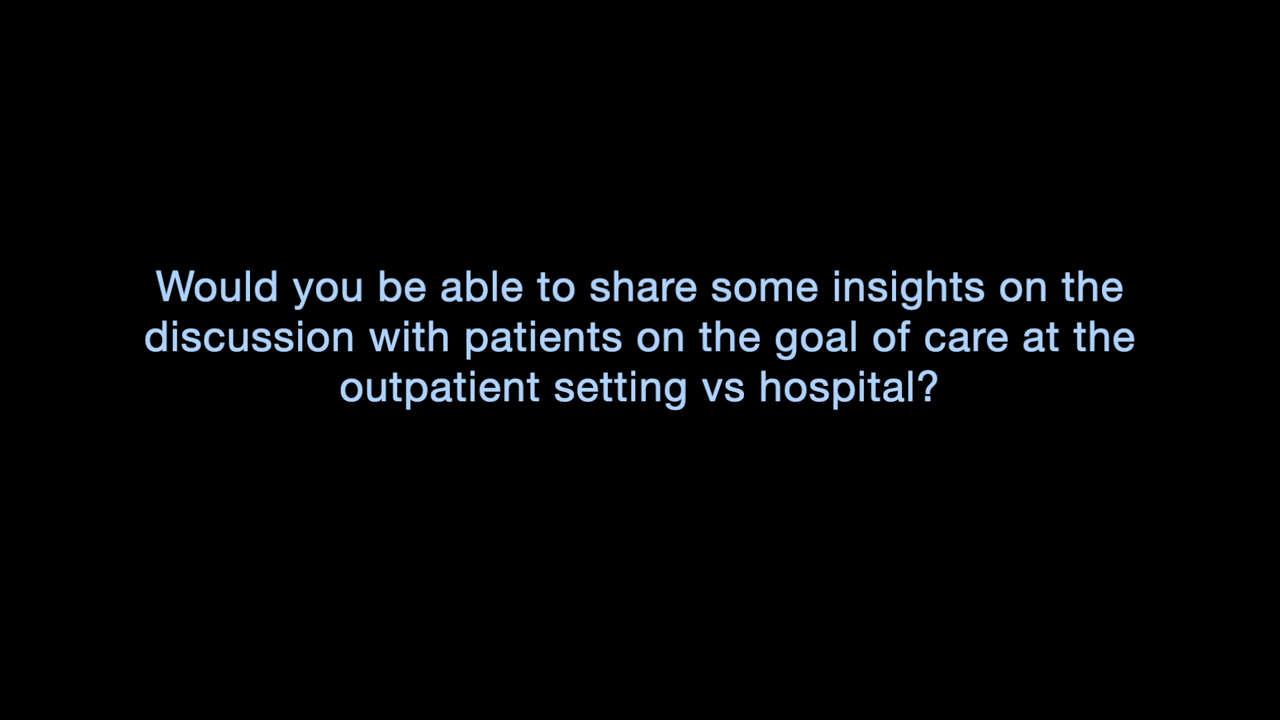 Would you be able to share some insights on the
discussion with patients on the goal of care at the
outpatient setting vs hospital?